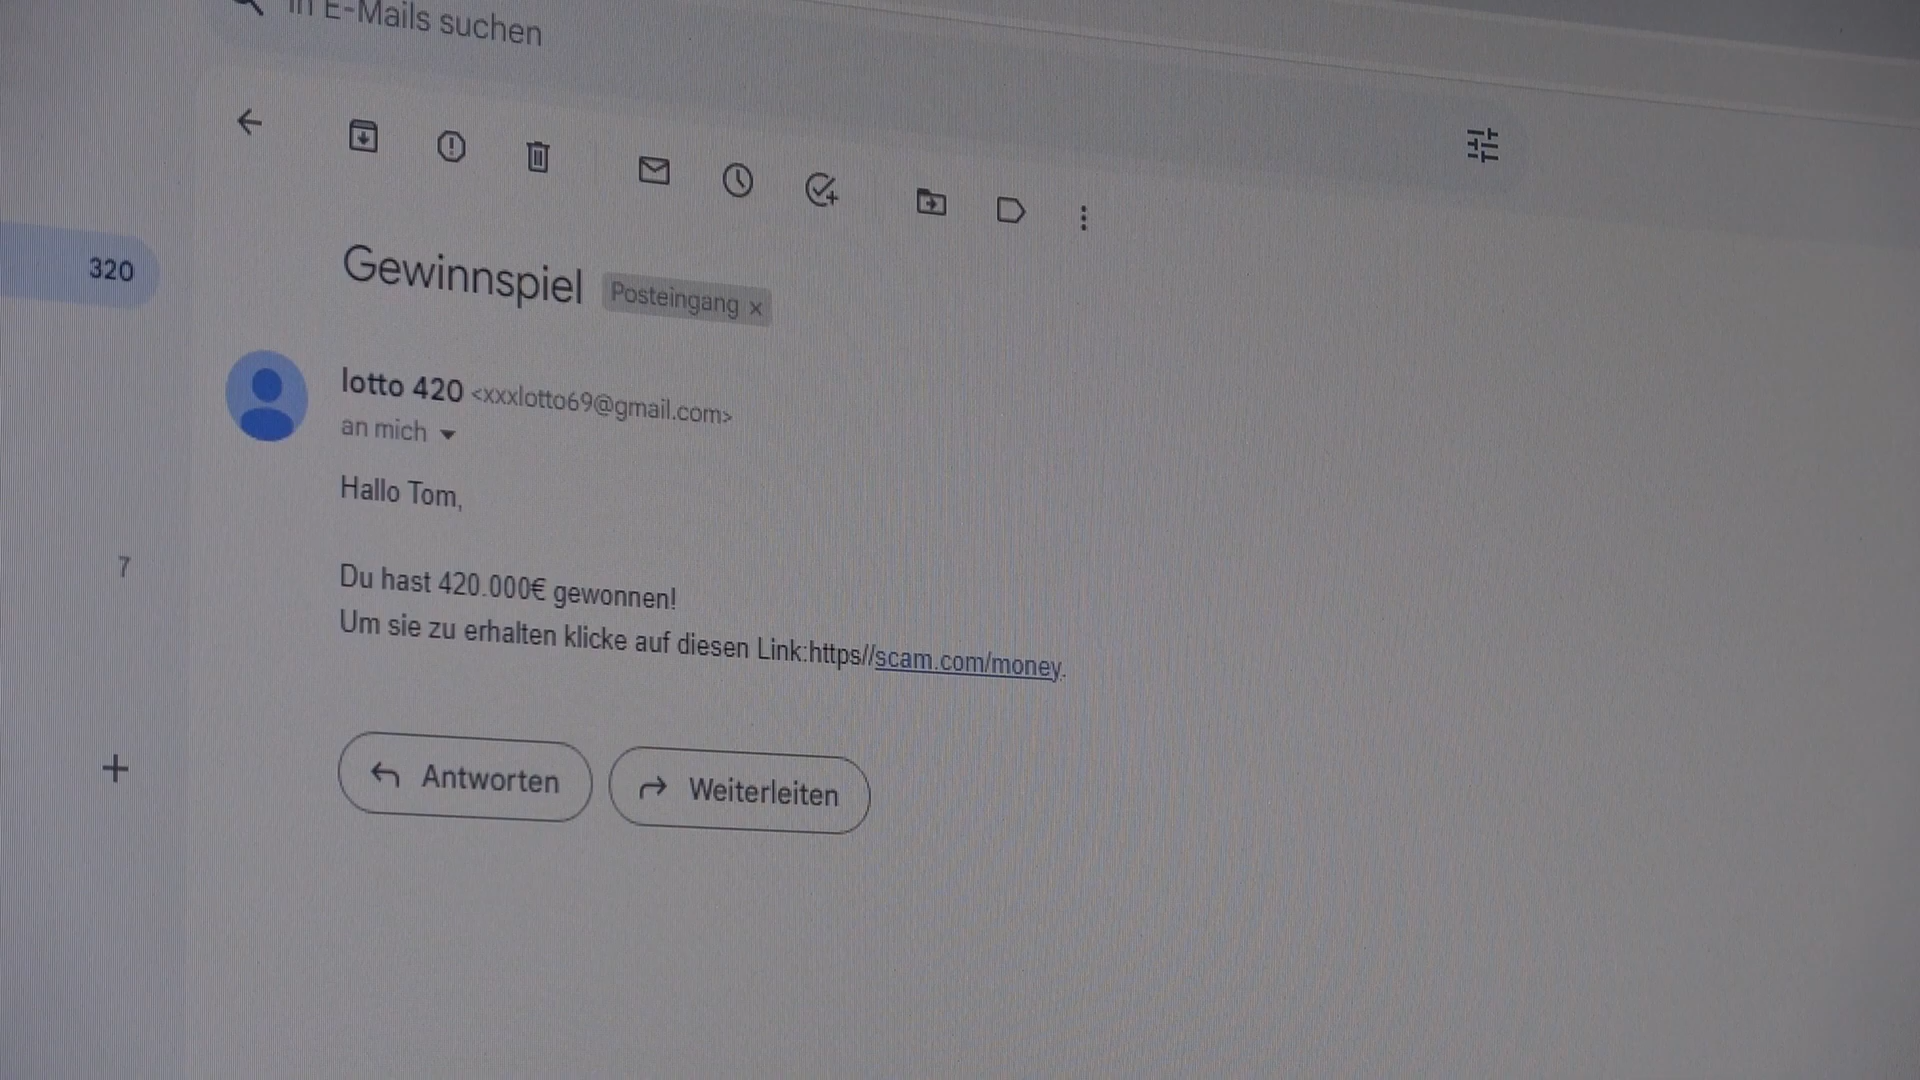 in E-Mails suchen
320
Gewinnspiel Posteingang ×
lotto 420 <xxxlotto69@gmail.com>
an mich
Hallo Tom,
7
Du hast 420.000€ gewonnen!
Um sie zu erhalten klicke auf diesen Link:https//scam.com/money.
Antworten Weiterleiten